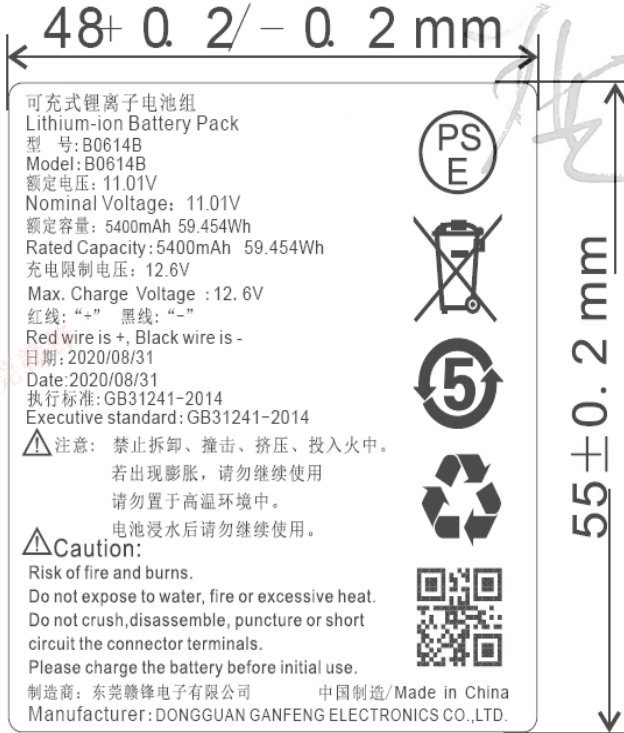 48+ 0. 2/- 0. 2 mm
可充式锂离子电池组
Lithium-ion Battery Pack
型 号:B0614B
Model:B0614B
额定电压: 11.01V
Nominal Voltage: 11.01V
额定容量: 5400mAh 59.454Wh
Rated Capacity:5400mAh 59.454Wh
充电限制电压: 12.6V
Max. Charge Voltage :12. 6V
红线: “+” 黑线: “-”
Red wire is +, Black wire is -
日期: 2020/08/31
Date:2020/08/31
执行标准: GB31241-2014
Executive standard: GB31241-2014
注意: 禁止拆卸、撞击、挤压、投入火中。
若出现膨胀，请勿继续使用
请勿置于高温环境中。
电池浸水后请勿继续使用。
Caution:
Risk of fire and burns.
Do not expose to water, fire or excessive heat.
Do not crush,disassemble, puncture or short
circuit the connector terminals.
Please charge the battery before initial use.
制造商: 东莞赣锋电子有限公司 中国制造/Made in China
Manufacturer: DONGGUAN GANFENG ELECTRONICS CO.,LTD.
PS
E
5
55±0. 2 mm